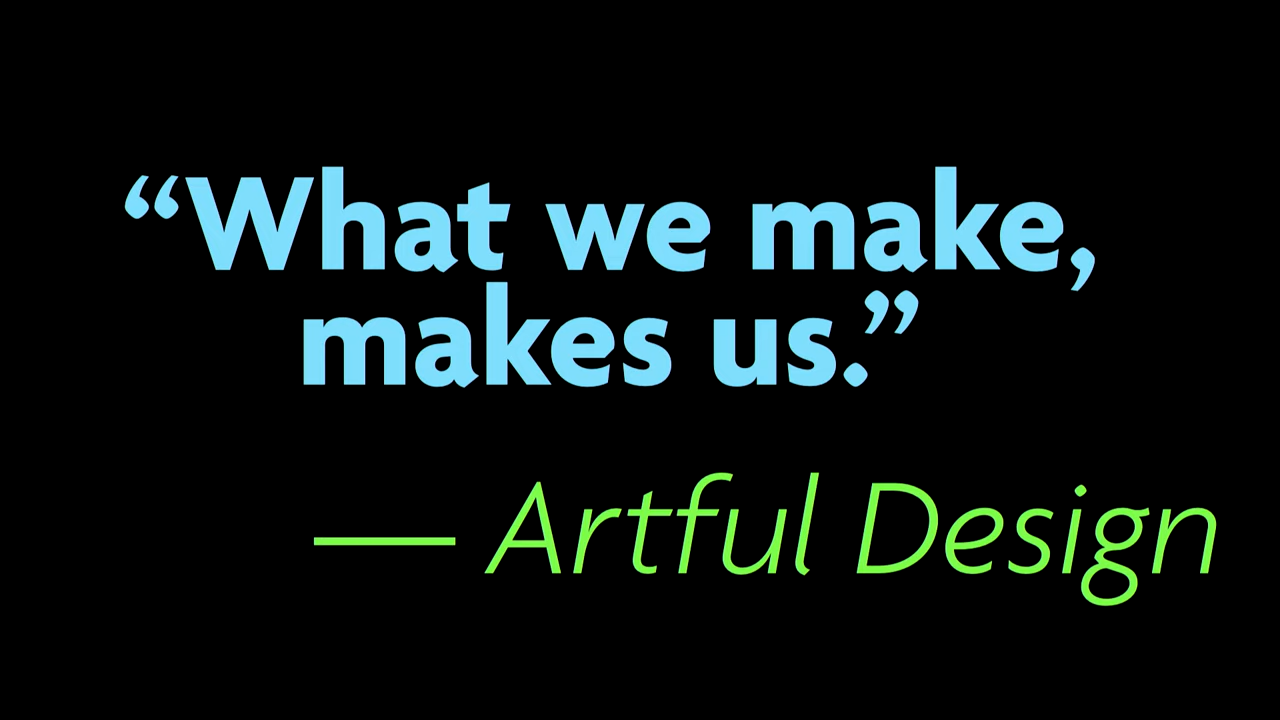 “What we make,
makes us.”
— Artful Design